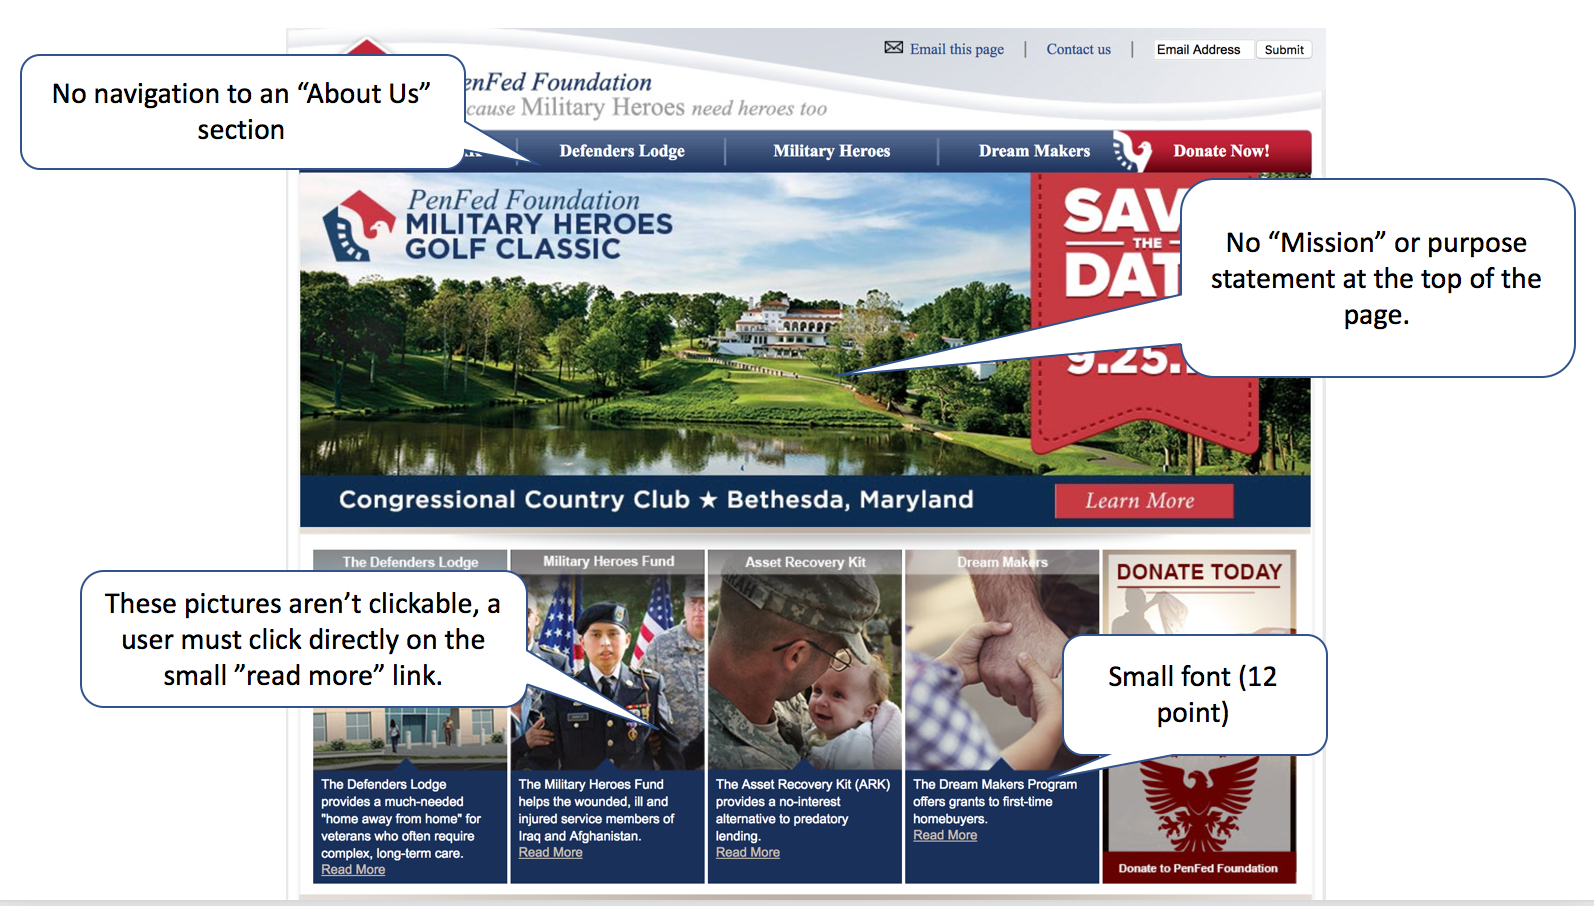 Email this page | Contact us | Email Address Submit
No navigation to an “About Us”
section
enFed Foundation
cause Military Heroes need heroes too
Defenders Lodge Military Heroes Dream Makers Donate Now!
PenFed Foundation
MILITARY HEROES
GOLF CLASSIC
SAV
THE
DAT
9.25.
No “Mission” or purpose
statement at the top of the
page.
Congressional Country Club ★ Bethesda, Maryland
Learn More
The Defenders Lodge
Military Heroes Fund
Asset Recovery Kit
Dream Makers
DONATE TODAY
These pictures aren’t clickable, a
user must click directly on the
small ”read more” link.
Small font (12
point)
The Defenders Lodge
provides a much-needed
"home away from home" for
veterans who often require
complex, long-term care.
Read More
The Military Heroes Fund
helps the wounded, ill and
injured service members of
Iraq and Afghanistan.
Read More
The Asset Recovery Kit (ARK)
provides a no-interest
alternative to predatory
lending.
Read More
The Dream Makers Program
offers grants to first-time
homebuyers.
Read More
Donate to PenFed Foundation